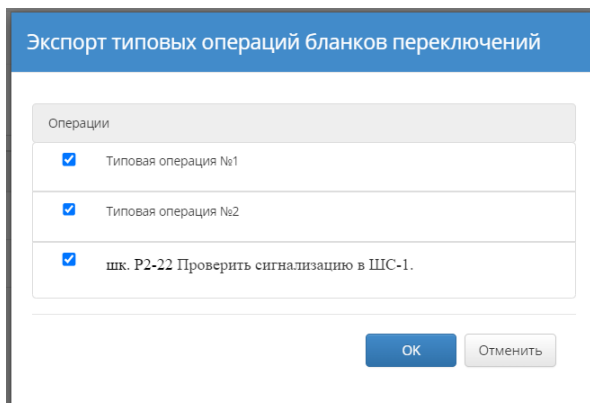 Экспорт типовых операций бланков переключений
Операции
Типовая операция №1
Типовая операция №2
шк. Р2-22 Проверить сигнализацию в ШС-1.
ОК
Отменить